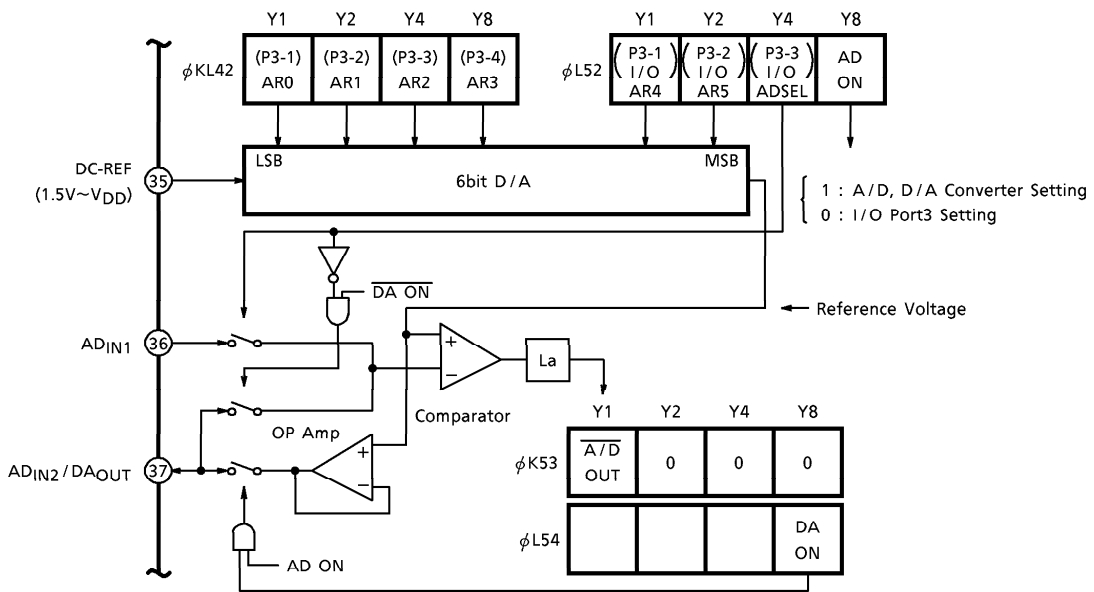 Y1 Y2 Y4 Y8 Y1 Y2 Y4 Y8
ϕKL42
(P3-1) AR0
(P3-2) AR1
(P3-3) AR2
(P3-4) AR3
ϕL52
(P3-1 I/O) AR4
(P3-2 I/O) AR5
(P3-3 I/O) ADSEL
AD ON
DC-REF
(1.5V~VDD)
35
LSB
6bit D/A
MSB
1 : A/D, D/A Converter Setting
0 : I/O Port3 Setting
DA ON
Reference Voltage
ADIN1
36
+
−
La
Comparator
Y1 Y2 Y4 Y8
OP Amp
ADIN2/DAOUT
37
+
−
ϕK53
A/D OUT
0
0
0
ϕL54
DA ON
AD ON